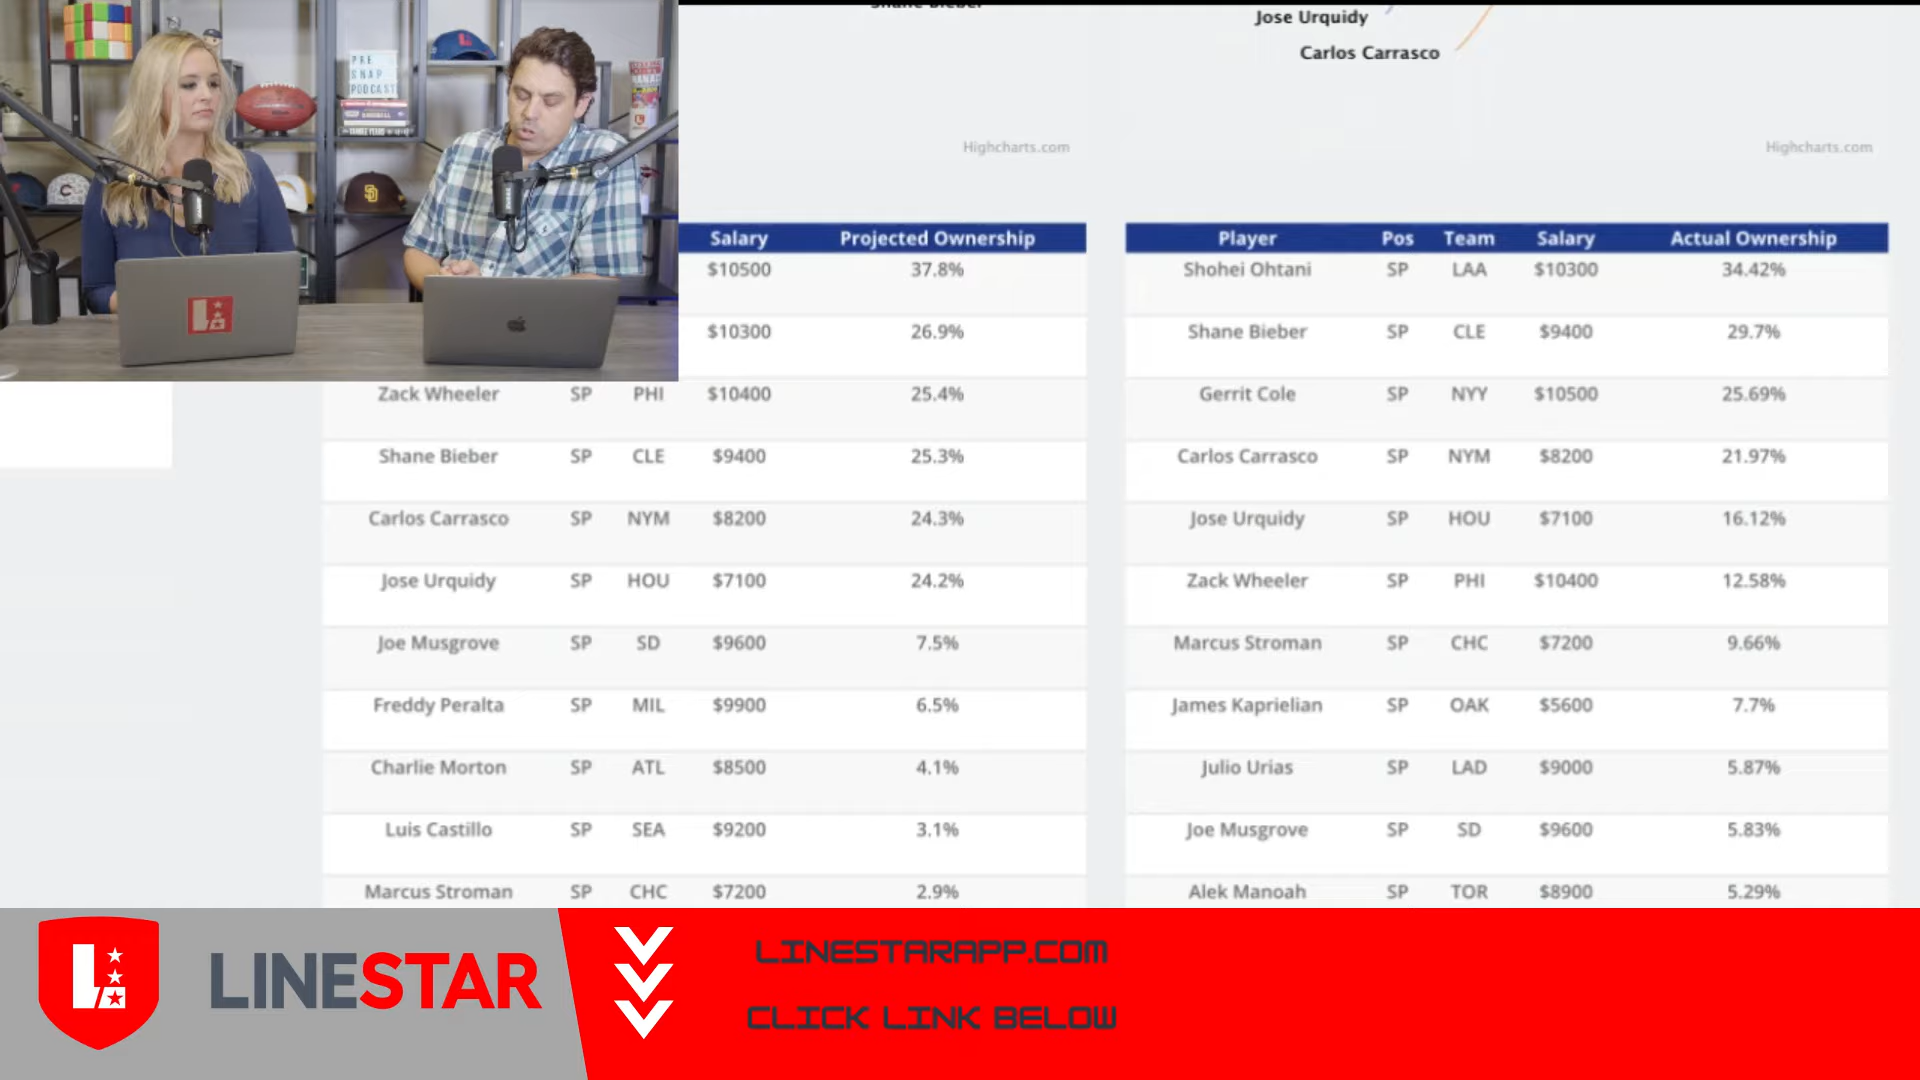 Jose Urquidy
Carlos Carrasco
Highcharts.com
Highcharts.com
PRE
SNAP
PODCAST
Salary Projected Ownership
$10500 37.8%
$10300 26.9%
Zack Wheeler SP PHI $10400 25.4%
Shane Bieber SP CLE $9400 25.3%
Carlos Carrasco SP NYM $8200 24.3%
Jose Urquidy SP HOU $7100 24.2%
Joe Musgrove SP SD $9600 7.5%
Freddy Peralta SP MIL $9900 6.5%
Charlie Morton SP ATL $8500 4.1%
Luis Castillo SP SEA $9200 3.1%
Marcus Stroman SP CHC $7200 2.9%
Player Pos Team Salary Actual Ownership
Shohei Ohtani SP LAA $10300 34.42%
Shane Bieber SP CLE $9400 29.7%
Gerrit Cole SP NYY $10500 25.69%
Carlos Carrasco SP NYM $8200 21.97%
Jose Urquidy SP HOU $7100 16.12%
Zack Wheeler SP PHI $10400 12.58%
Marcus Stroman SP CHC $7200 9.66%
James Kaprielian SP OAK $5600 7.7%
Julio Urias SP LAD $9000 5.87%
Joe Musgrove SP SD $9600 5.83%
Alek Manoah SP TOR $8900 5.29%
LINESTAR
LINESTARAPP.COM
CLICK LINK BELOW